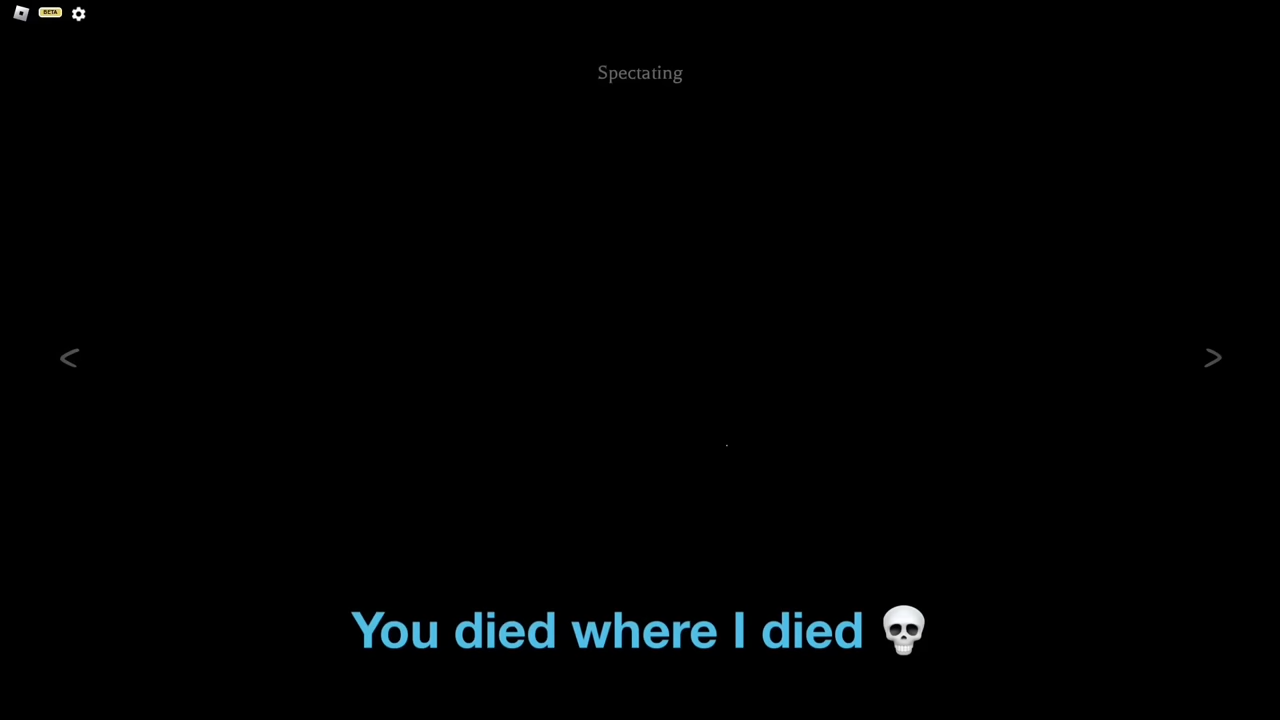 BETA
Spectating
<
>
You died where I died 💀